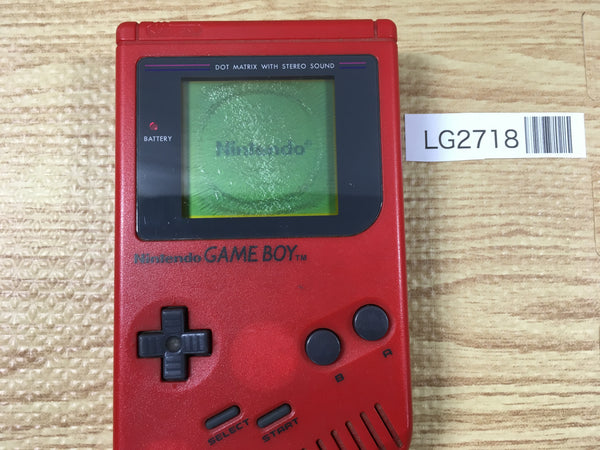 DOT MATRIX WITH STEREO SOUND
BATTERY
Nintendo®
LG2718
Nintendo GAME BOY TM
B A
SELECT START